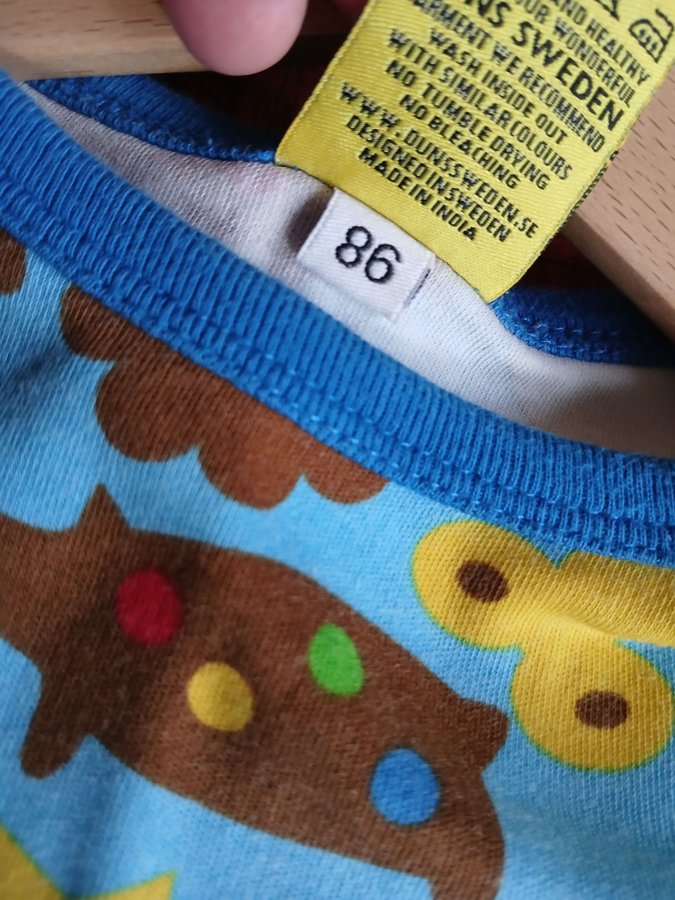 AND HEALTHY
YOUR WONDERFUL
DUNS SWEDEN
GARMENT WE RECOMMEND
WASH INSIDE OUT
WITH SIMILAR COLOURS
NO TUMBLE DRYING
NO BLEACHING
WWW.DUNSSWEDEN.SE
DESIGNED IN SWEDEN
MADE IN INDIA
86